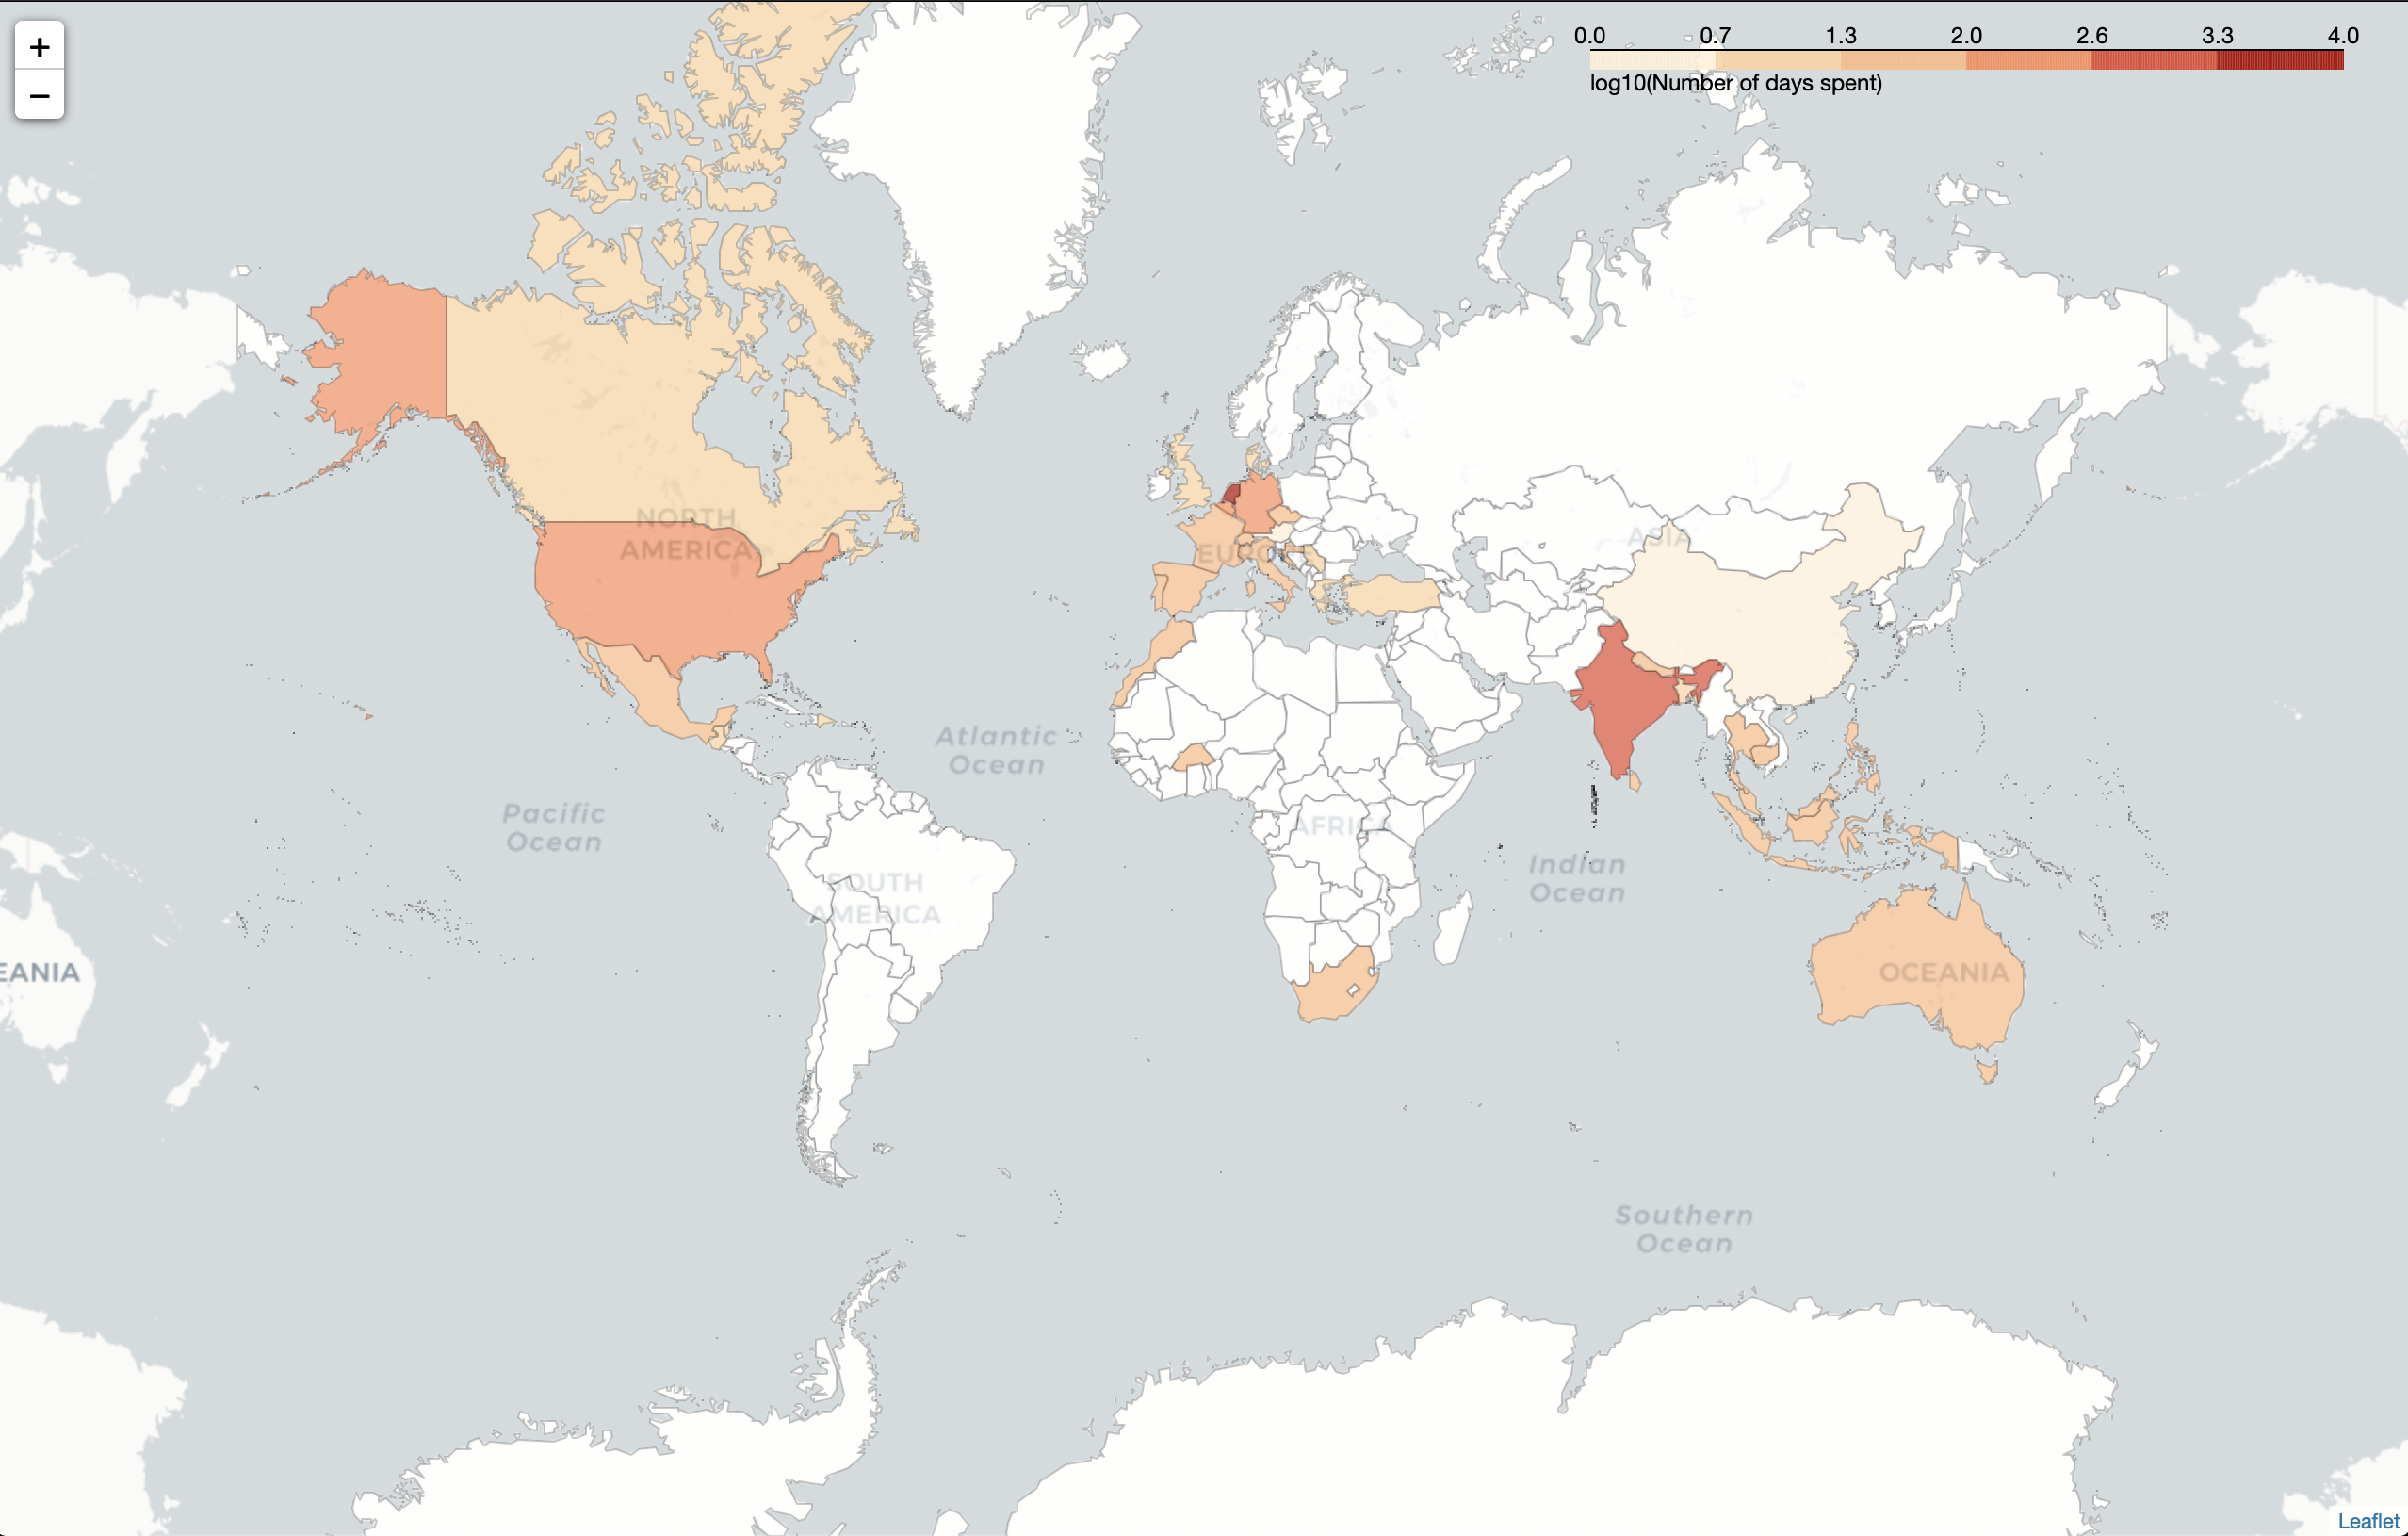 +
−
0.0 0.7 1.3 2.0 2.6 3.3 4.0
log10(Number of days spent)
NORTH
AMERICA
ASIA
Atlantic
Ocean
Pacific
Ocean
AFRICA
Indian
Ocean
SOUTH
AMERICA
EANIA
OCEANIA
Southern
Ocean
Leaflet